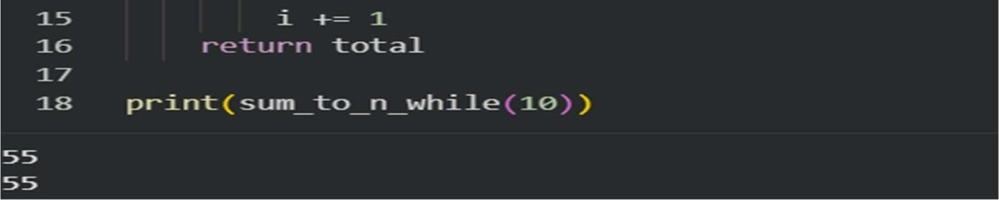 15 i += 1
16 return total
17
18 print(sum_to_n_while(10))
55
55